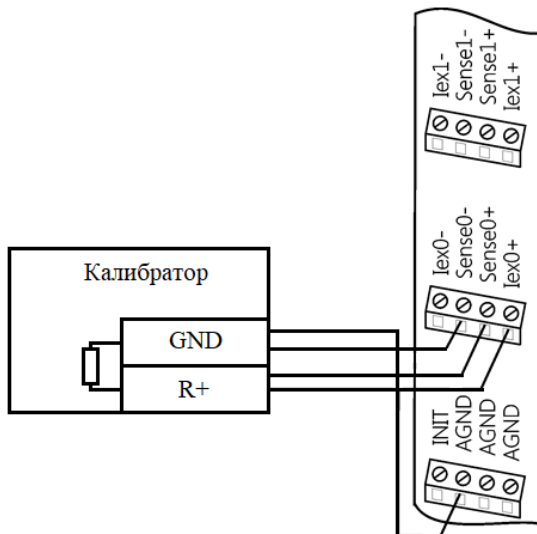 Iex1-
Sense1-
Sense1+
Iex1+
Iex0-
Sense0-
Sense0+
Iex0+
Калибратор
GND
R+
INIT
AGND
AGND
AGND